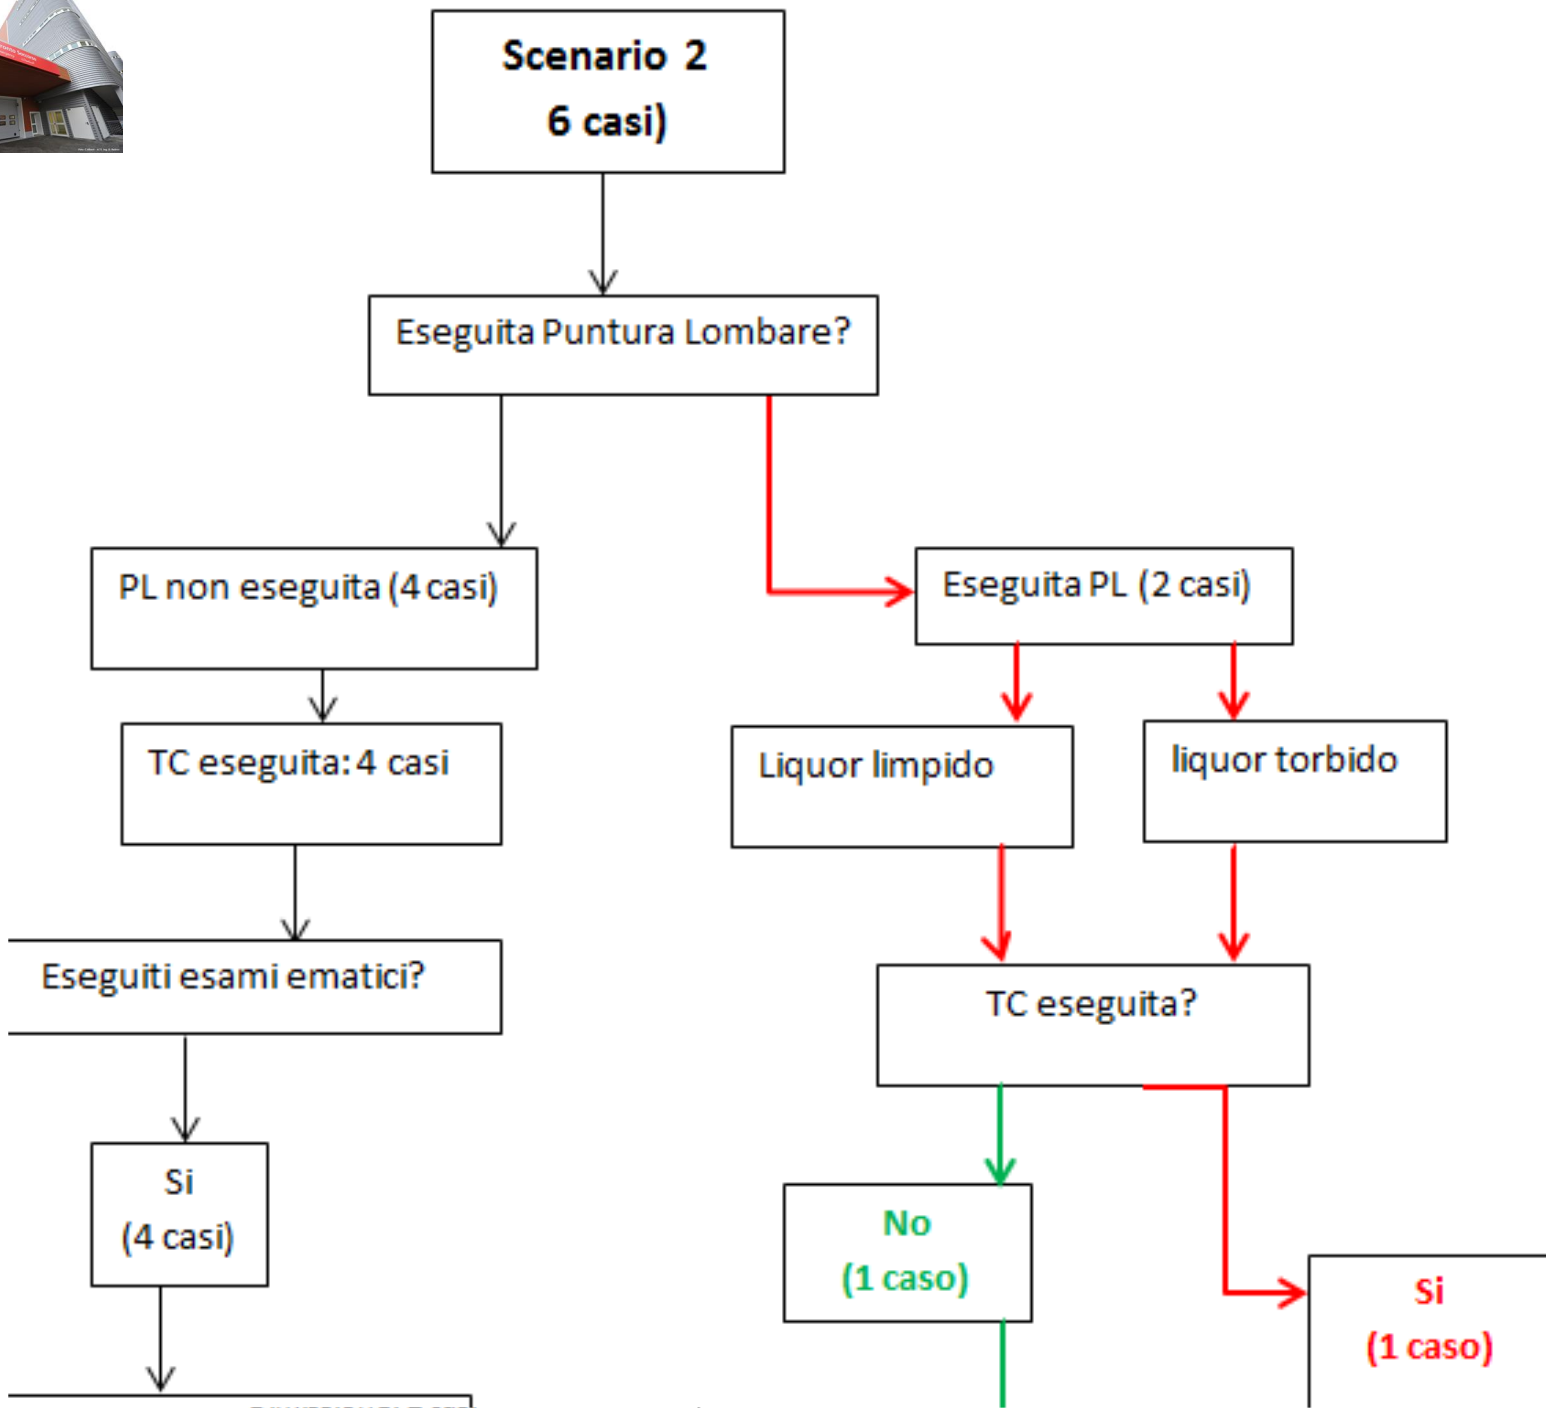 Scenario 2
6 casi)
Eseguita Puntura Lombare?
PL non eseguita (4 casi)
Eseguita PL (2 casi)
TC eseguita: 4 casi
Liquor limpido
liquor torbido
Eseguiti esami ematici?
TC eseguita?
Si
(4 casi)
No
(1 caso)
Si
(1 caso)